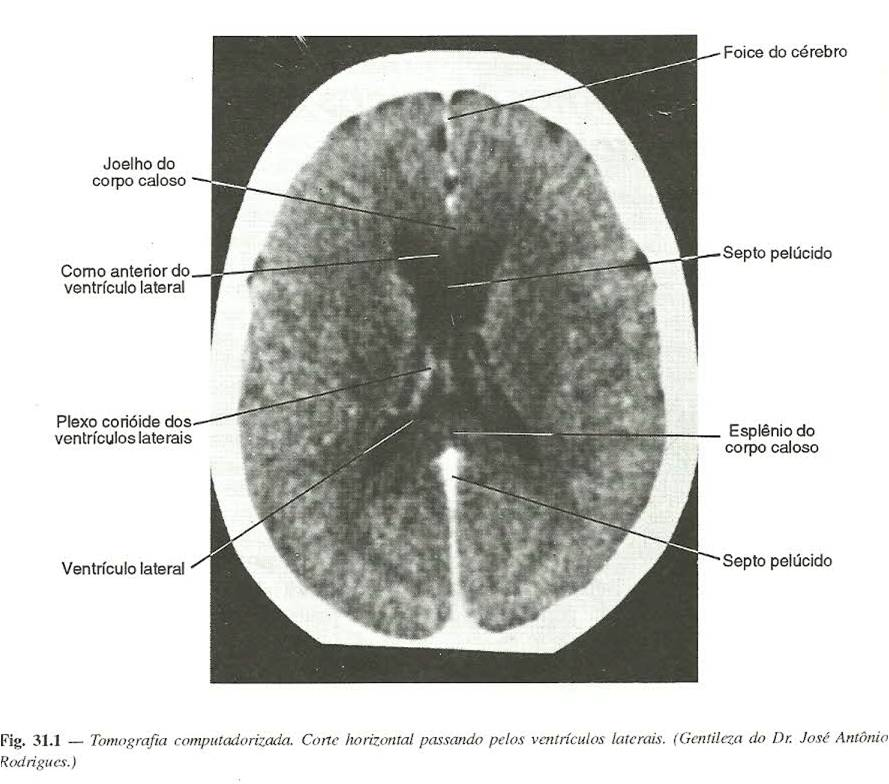 Foice do cérebro
Joelho do
corpo caloso
Septo pelúcido
Corno anterior do
ventrículo lateral
Plexo corióide dos
ventrículos laterais
Esplênio do
corpo caloso
Ventrículo lateral
Septo pelúcido
Fig. 31.1 — Tomografia computadorizada. Corte horizontal passando pelos ventrículos laterais. (Gentileza do Dr. José Antônio
Rodrigues.)